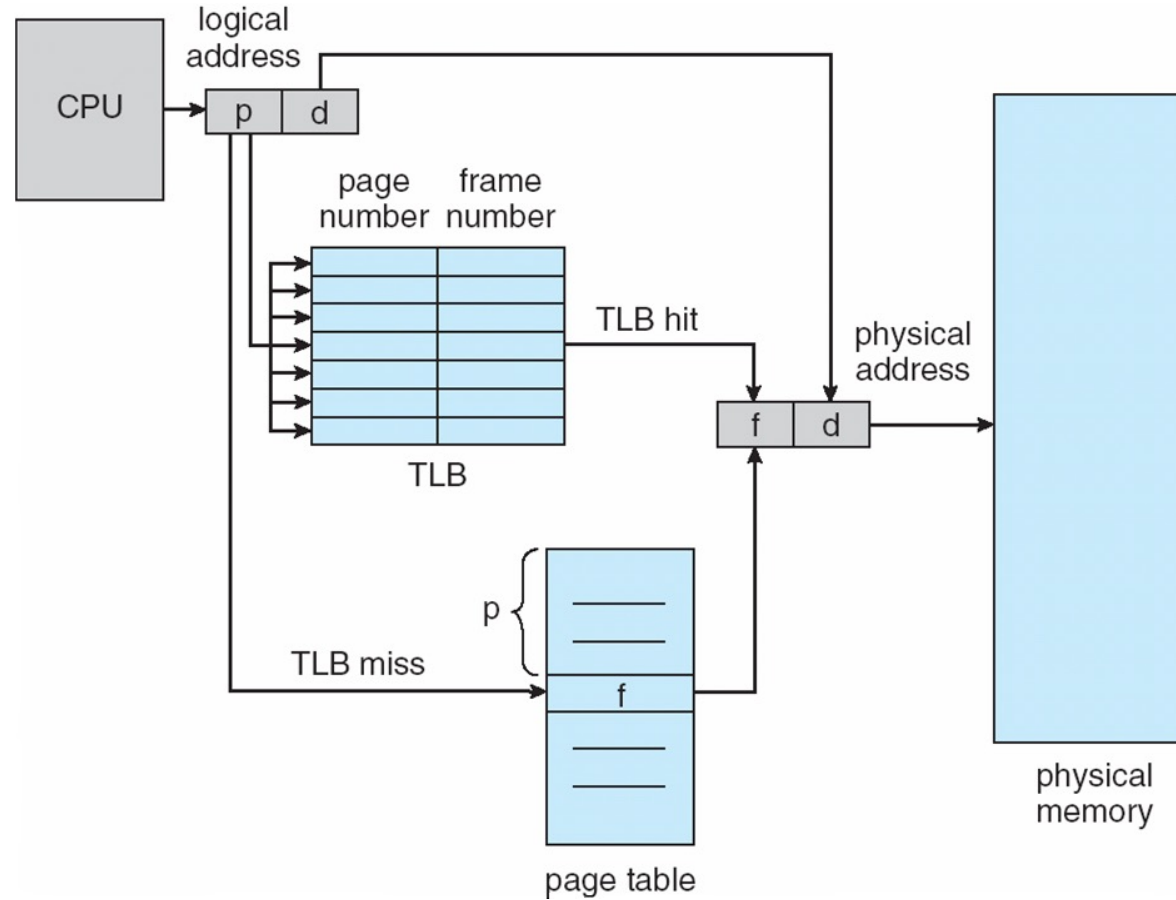 logical
address
CPU
p
d
page
number
frame
number
TLB hit
physical
address
f
d
TLB
p
TLB miss
f
physical
memory
page table